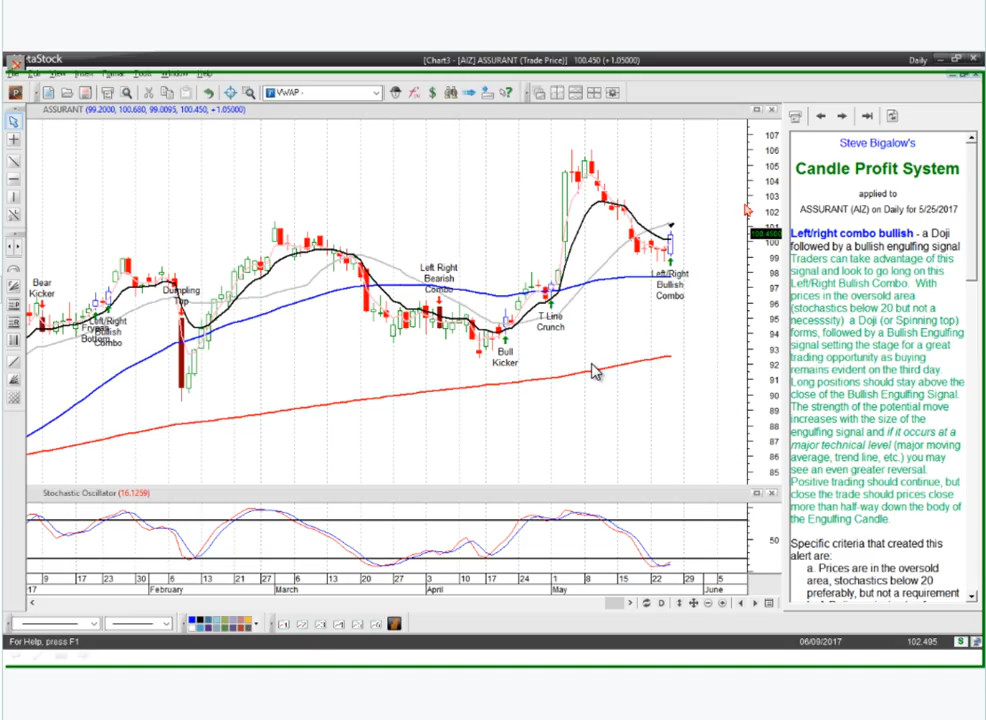 taStock
[Chart3 - [AIZ] ASSURANT (Trade Price)] 100.450 (+1.05000)
Daily
VWAP -
ASSURANT (99.2000, 100.680, 99.0095, 100.450, +1.05000)
107
106
105
104
103
102
100.4500
100
99
98
97
96
95
94
93
92
91
90
89
88
87
86
85
Bear
Kicker
Left/Right
Bullish
Combo
Dumping
Top
Left Right
Bearish
Combo
Bull
Kicker
T Line
Crunch
Left/Right
Bullish
Combo
Stochastic Oscillator (16.1259)
50
9 17 23 30 6 13 21 27 6 13 20 27 3 10 17 24 1 8 15 22 29 5
17 February March April May June
Steve Bigalow's
Candle Profit System
applied to
ASSURANT (AIZ) on Daily for 5/25/2017
Left/right combo bullish - a Doji
followed by a bullish engulfing signal
Traders can take advantage of this
signal and look to go long on this
Left/Right Bullish Combo. With
prices in the oversold area
(stochastics below 20 but not a
necesssity) a Doji (or Spinning top)
forms, followed by a Bullish Engulfing
signal setting the stage for a great
trading opportunity as buying
remains evident on the third day.
Long positions should stay above the
close of the Bullish Engulfing Signal.
The strength of the potential move
increases with the size of the
engulfing signal and if it occurs at a
major technical level (major moving
average, trend line, etc.) you may
see an even greater reversal.
Positive trading should continue, but
close the trade should prices close
more than half-way down the body of
the Engulfing Candle.
Specific criteria that created this
alert are:
a. Prices are in the oversold
area, stochastics below 20
preferably, but not a requirement
For Help, press F1
06/09/2017
102.495